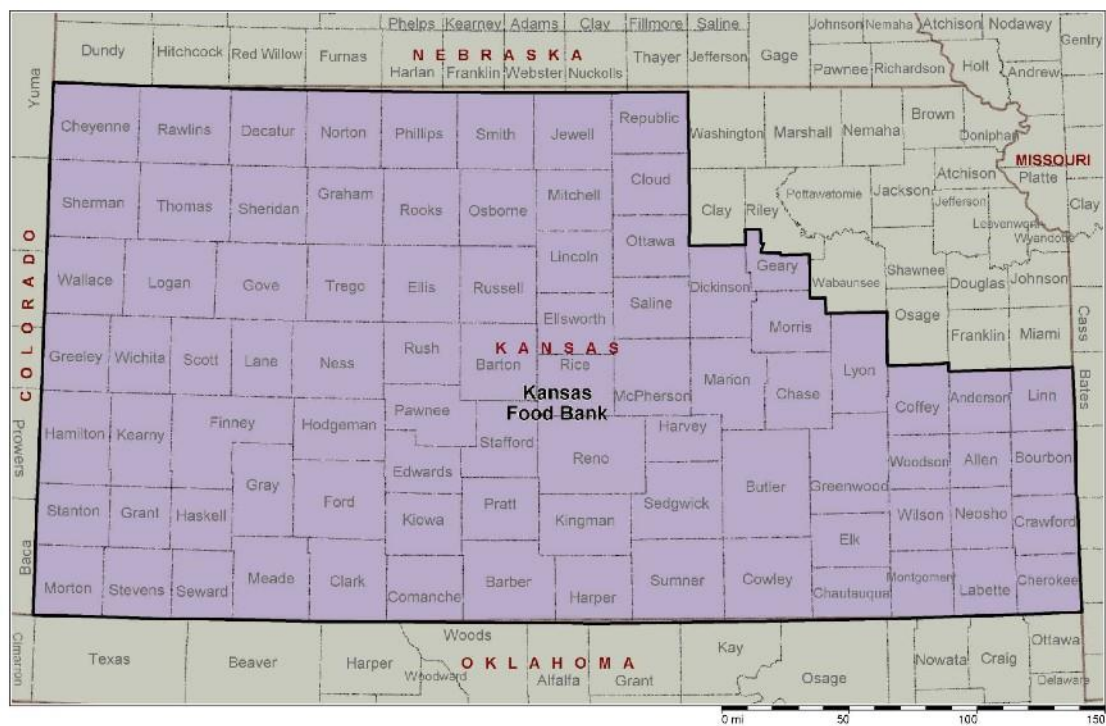 Phelps Kearney Adams Clay Fillmore Saline Johnson Nemaha Atchison Nodaway
Dundy Hitchcock Red Willow Furnas NEBRASKA Thayer Jefferson Gage Gentry
Harlan Franklin Webster Nuckolls Pawnee Richardson Holt Andrew
Yuma
Cheyenne Rawlins Decatur Norton Phillips Smith Jewell Republic Washington Marshall Nemaha Brown Doniphan
MISSOURI
Platte
Cloud Mitchell Atchison
Sherman Thomas Sheridan Graham Rooks Osborne Clay Riley Pottawatomie Jackson Jefferson Clay
Leavenworth
Wyandotte
COLORADO
Ottawa
Lincoln
Wallace Logan Gove Trego Ellis Russell Saline Dickinson Geary Wabaunsee Shawnee Douglas Johnson
Ellsworth Morris Osage Franklin Miami Cass
Greeley Wichita Scott Lane Ness Rush KANSAS
Barton Rice McPherson Marion Chase Lyon
Kansas
Food Bank
Coffey Anderson Linn Bates
Prowers
Hamilton Kearny Finney Hodgeman Pawnee Stafford Reno Harvey
Edwards Woodson Allen Bourbon
Gray Ford Kiowa Pratt Kingman Sedgwick Butler Greenwood
Stanton Grant Haskell Wilson Neosho Crawford
Elk
Baca
Morton Stevens Seward Meade Clark Comanche Barber Harper Sumner Cowley Chautauqua Montgomery Labette Cherokee
Cimarron
Texas Beaver Harper Woodward Woods OKLAHOMA Kay Osage Nowata Craig Ottawa
Alfalfa Grant Delaware
0 mi 50 100 150